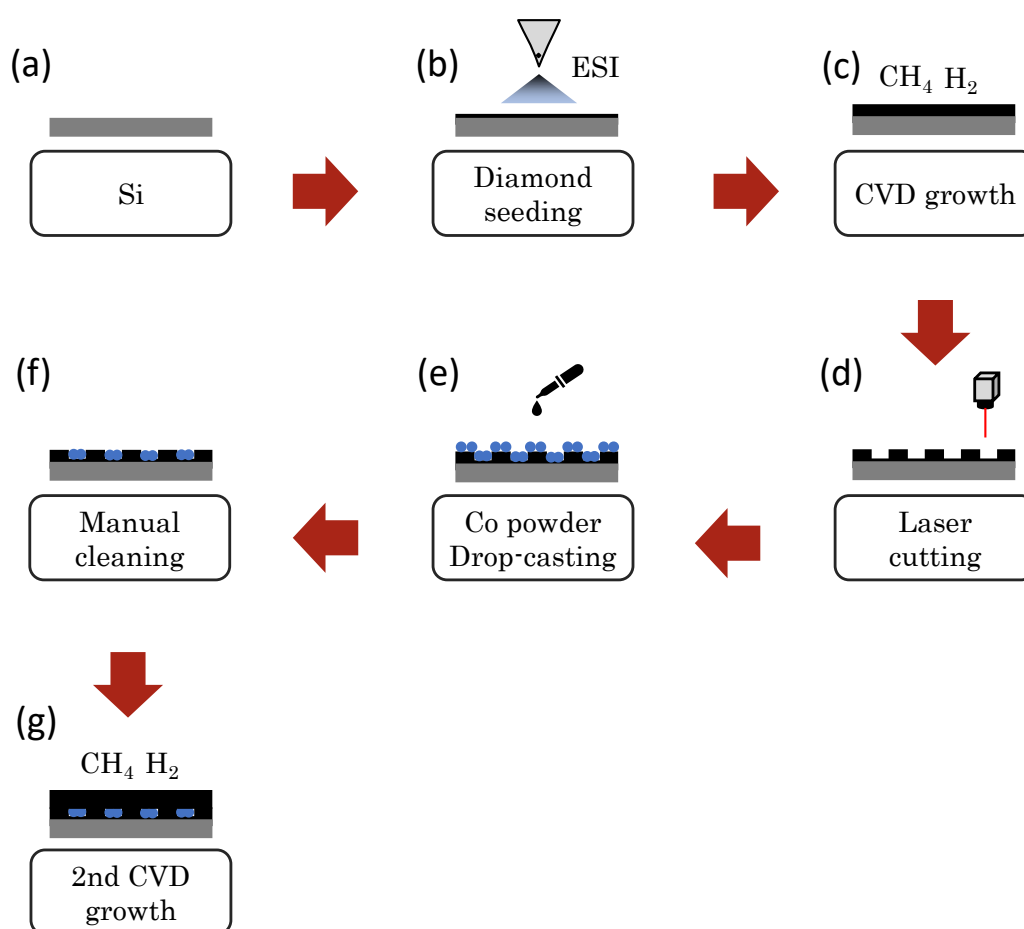 (a)
Si
(b)
ESI
Diamond
seeding
(c)
CH₄ H₂
CVD growth
(d)
Laser
cutting
(e)
Co powder
Drop-casting
(f)
Manual
cleaning
(g)
CH₄ H₂
2nd CVD
growth